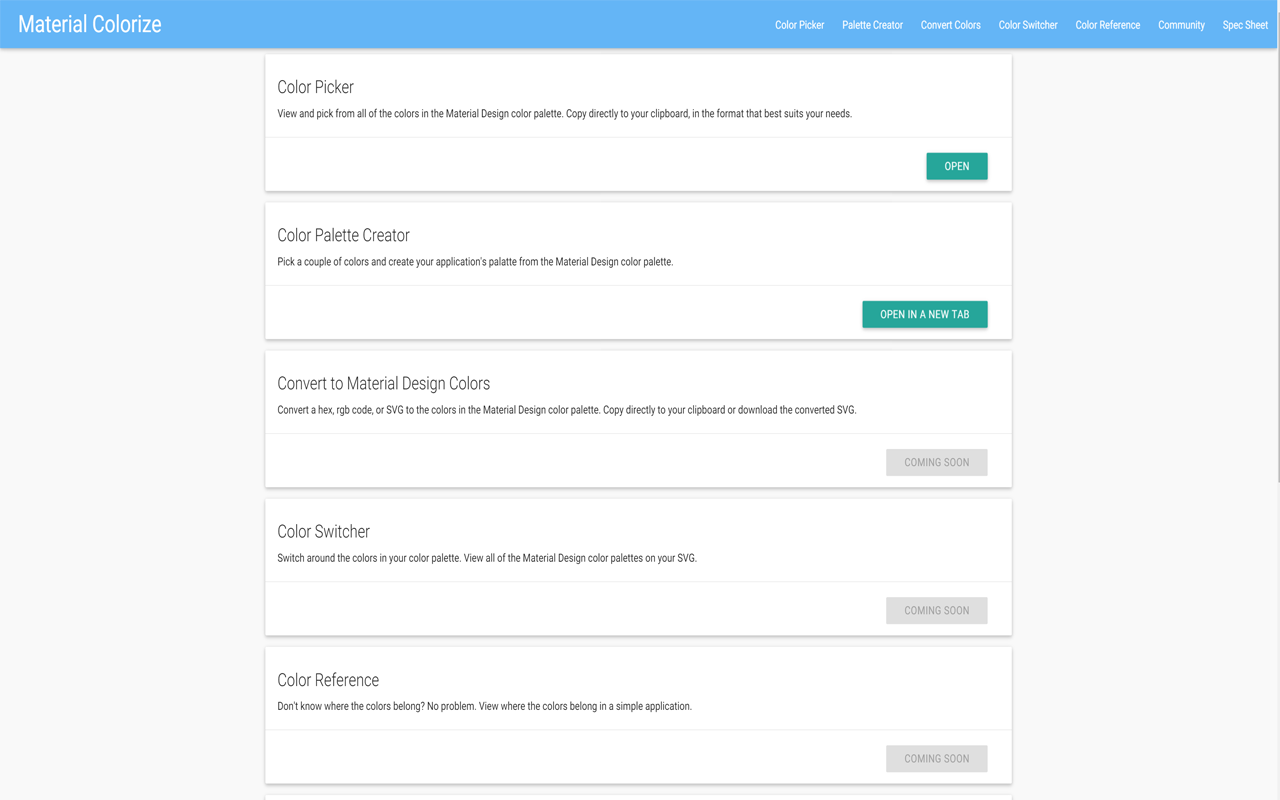 Material Colorize
Color Picker Palette Creator Convert Colors Color Switcher Color Reference Community Spec Sheet
Color Picker
View and pick from all of the colors in the Material Design color palette. Copy directly to your clipboard, in the format that best suits your needs.
OPEN
Color Palette Creator
Pick a couple of colors and create your application's palatte from the Material Design color palette.
OPEN IN A NEW TAB
Convert to Material Design Colors
Convert a hex, rgb code, or SVG to the colors in the Material Design color palette. Copy directly to your clipboard or download the converted SVG.
COMING SOON
Color Switcher
Switch around the colors in your color palette. View all of the Material Design color palettes on your SVG.
COMING SOON
Color Reference
Don't know where the colors belong? No problem. View where the colors belong in a simple application.
COMING SOON